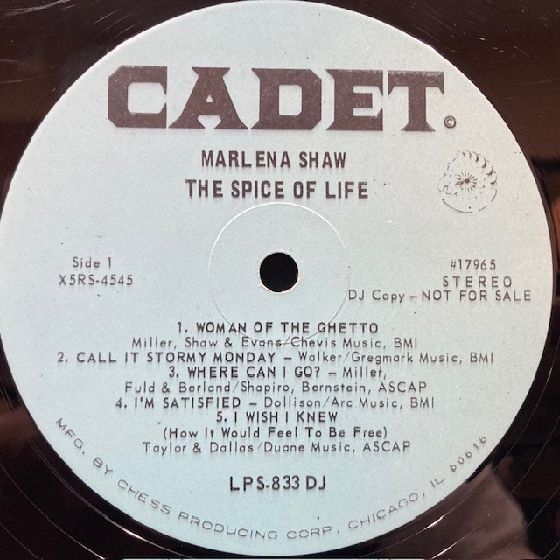 CADET.
©
MARLENA SHAW
THE SPICE OF LIFE
Side 1
X5RS-4545
#17965
STEREO
DJ Copy - NOT FOR SALE
1. WOMAN OF THE GHETTO
Miller, Shaw & Evans/Chevis Music, BMI
2. CALL IT STORMY MONDAY - Walker/Gregmark Music, BMI
3. WHERE CAN I GO? - Miller,
Fuld & Berland/Shapiro, Bernstein, ASCAP
4. I'M SATISFIED - Dollison/Arc Music, BMI
5. I WISH I KNEW
(How It Would Feel To Be Free)
Taylor & Dallas/Duane Music, ASCAP
LPS-833 DJ
MFG. BY CHESS PRODUCING CORP., CHICAGO, IL 60616